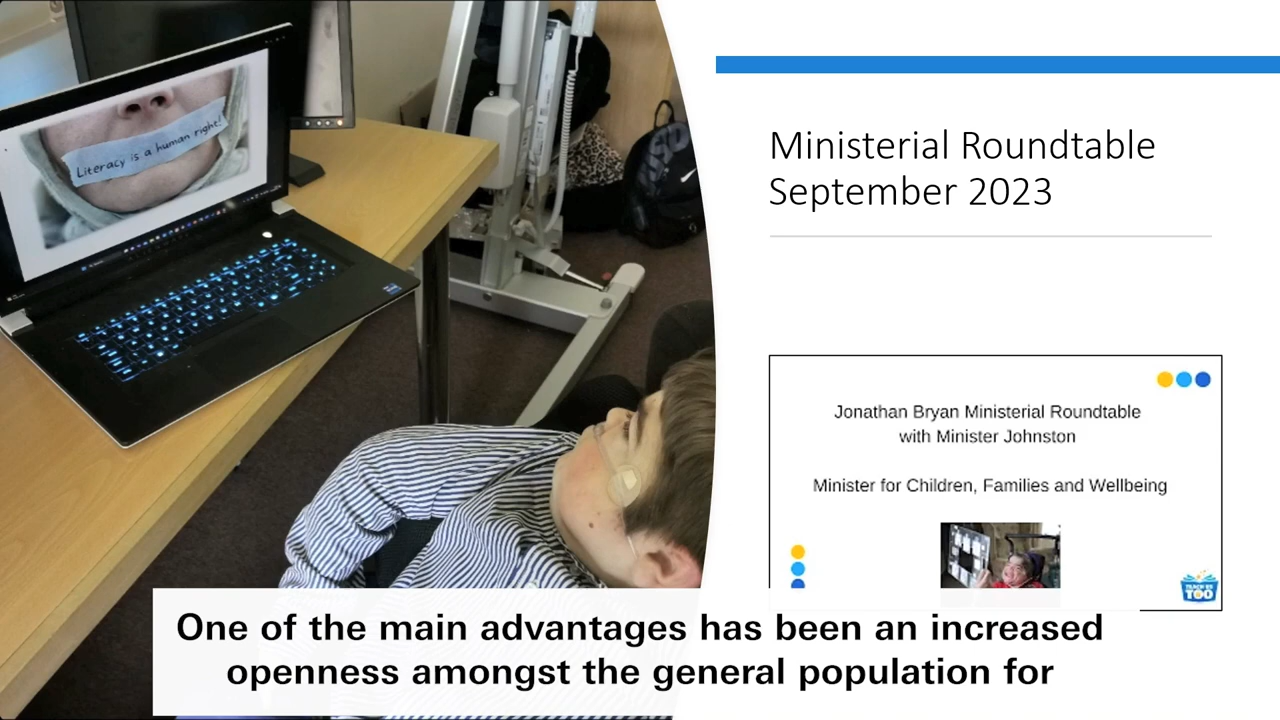 Literacy is a human right!
Ministerial Roundtable
September 2023
Jonathan Bryan Ministerial Roundtable
with Minister Johnston
Minister for Children, Families and Wellbeing
TEACH US
TOO
One of the main advantages has been an increased
openness amongst the general population for